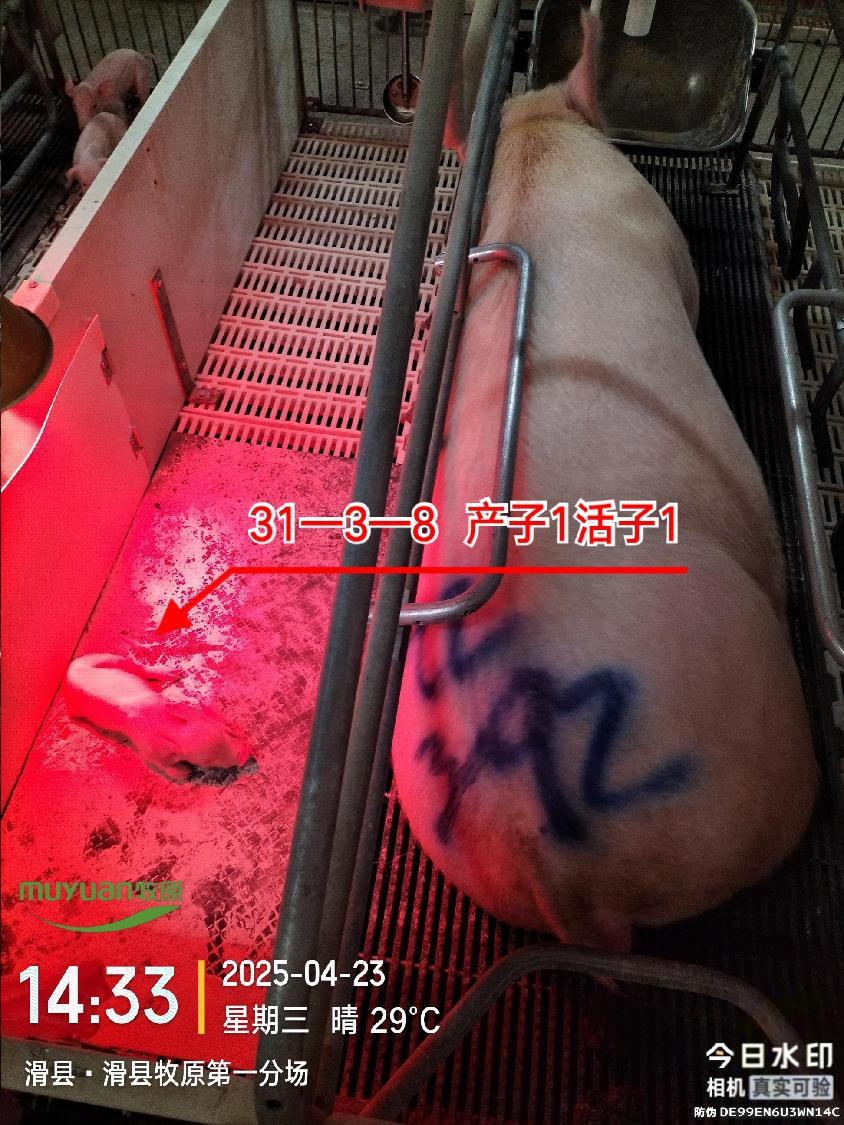 31—3—8 产子1活子1
muyuan牧原
14:33
2025-04-23
星期三 晴 29°C
滑县·滑县牧原第一分场
今日水印
相机 真实可验
防伪 DE99EN6U3WN14C